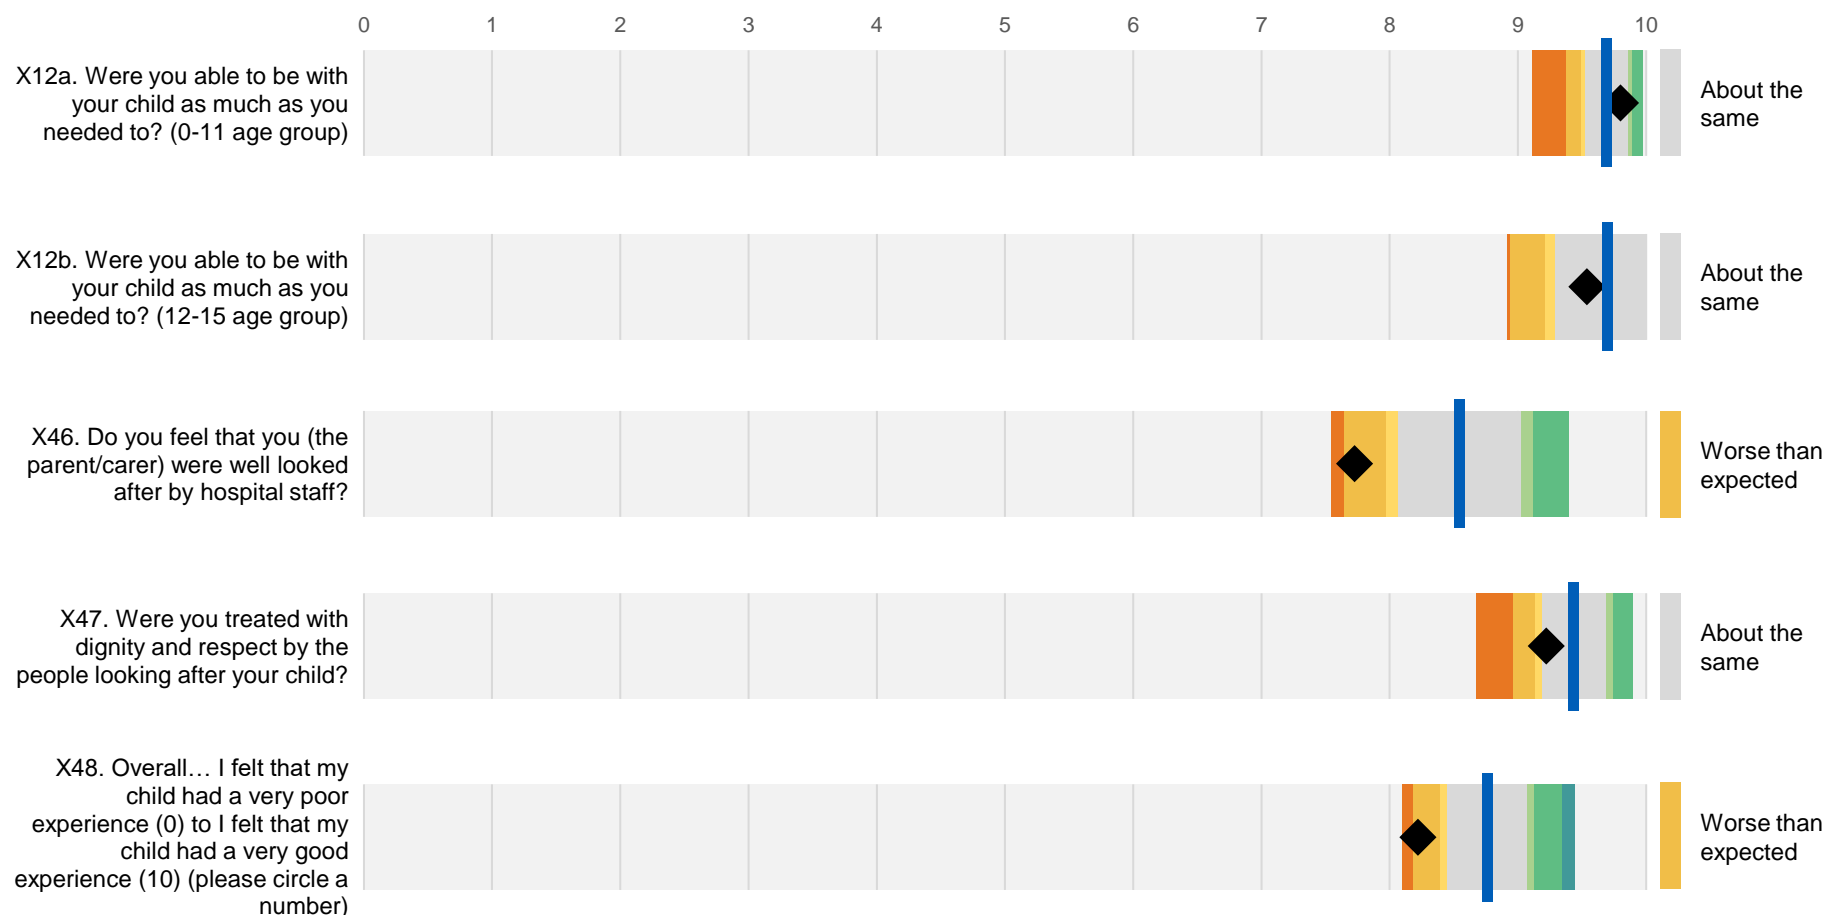 0 1 2 3 4 5 6 7 8 9 10
X12a. Were you able to be with
your child as much as you
needed to? (0-11 age group)
About the
same
X12b. Were you able to be with
your child as much as you
needed to? (12-15 age group)
About the
same
X46. Do you feel that you (the
parent/carer) were well looked
after by hospital staff?
Worse than
expected
X47. Were you treated with
dignity and respect by the
people looking after your child?
About the
same
X48. Overall… I felt that my
child had a very poor
experience (0) to I felt that my
child had a very good
experience (10) (please circle a
number)
Worse than
expected